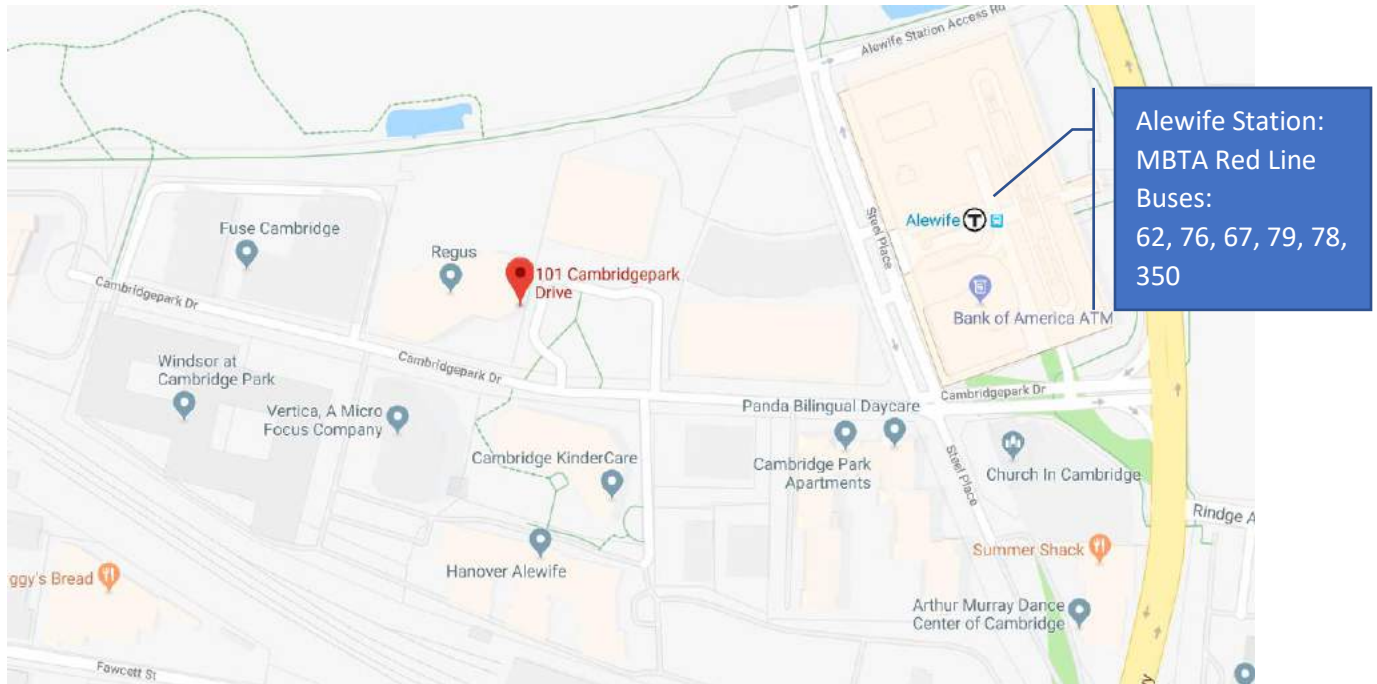 Alewife Station Access Rd
Alewife Station:
MBTA Red Line
Buses:
62, 76, 67, 79, 78,
350
Steel Place
Alewife T
Fuse Cambridge
Regus
101 Cambridgepark
Drive
Cambridgepark Dr
Bank of America ATM
Windsor at
Cambridge Park
Cambridgepark Dr
Cambridgepark Dr
Vertica, A Micro
Focus Company
Panda Bilingual Daycare
Cambridge KinderCare
Cambridge Park
Apartments
Steel Place
Church In Cambridge
Rindge A
Summer Shack
Hanover Alewife
ggy's Bread
Arthur Murray Dance
Center of Cambridge
Fawcett St